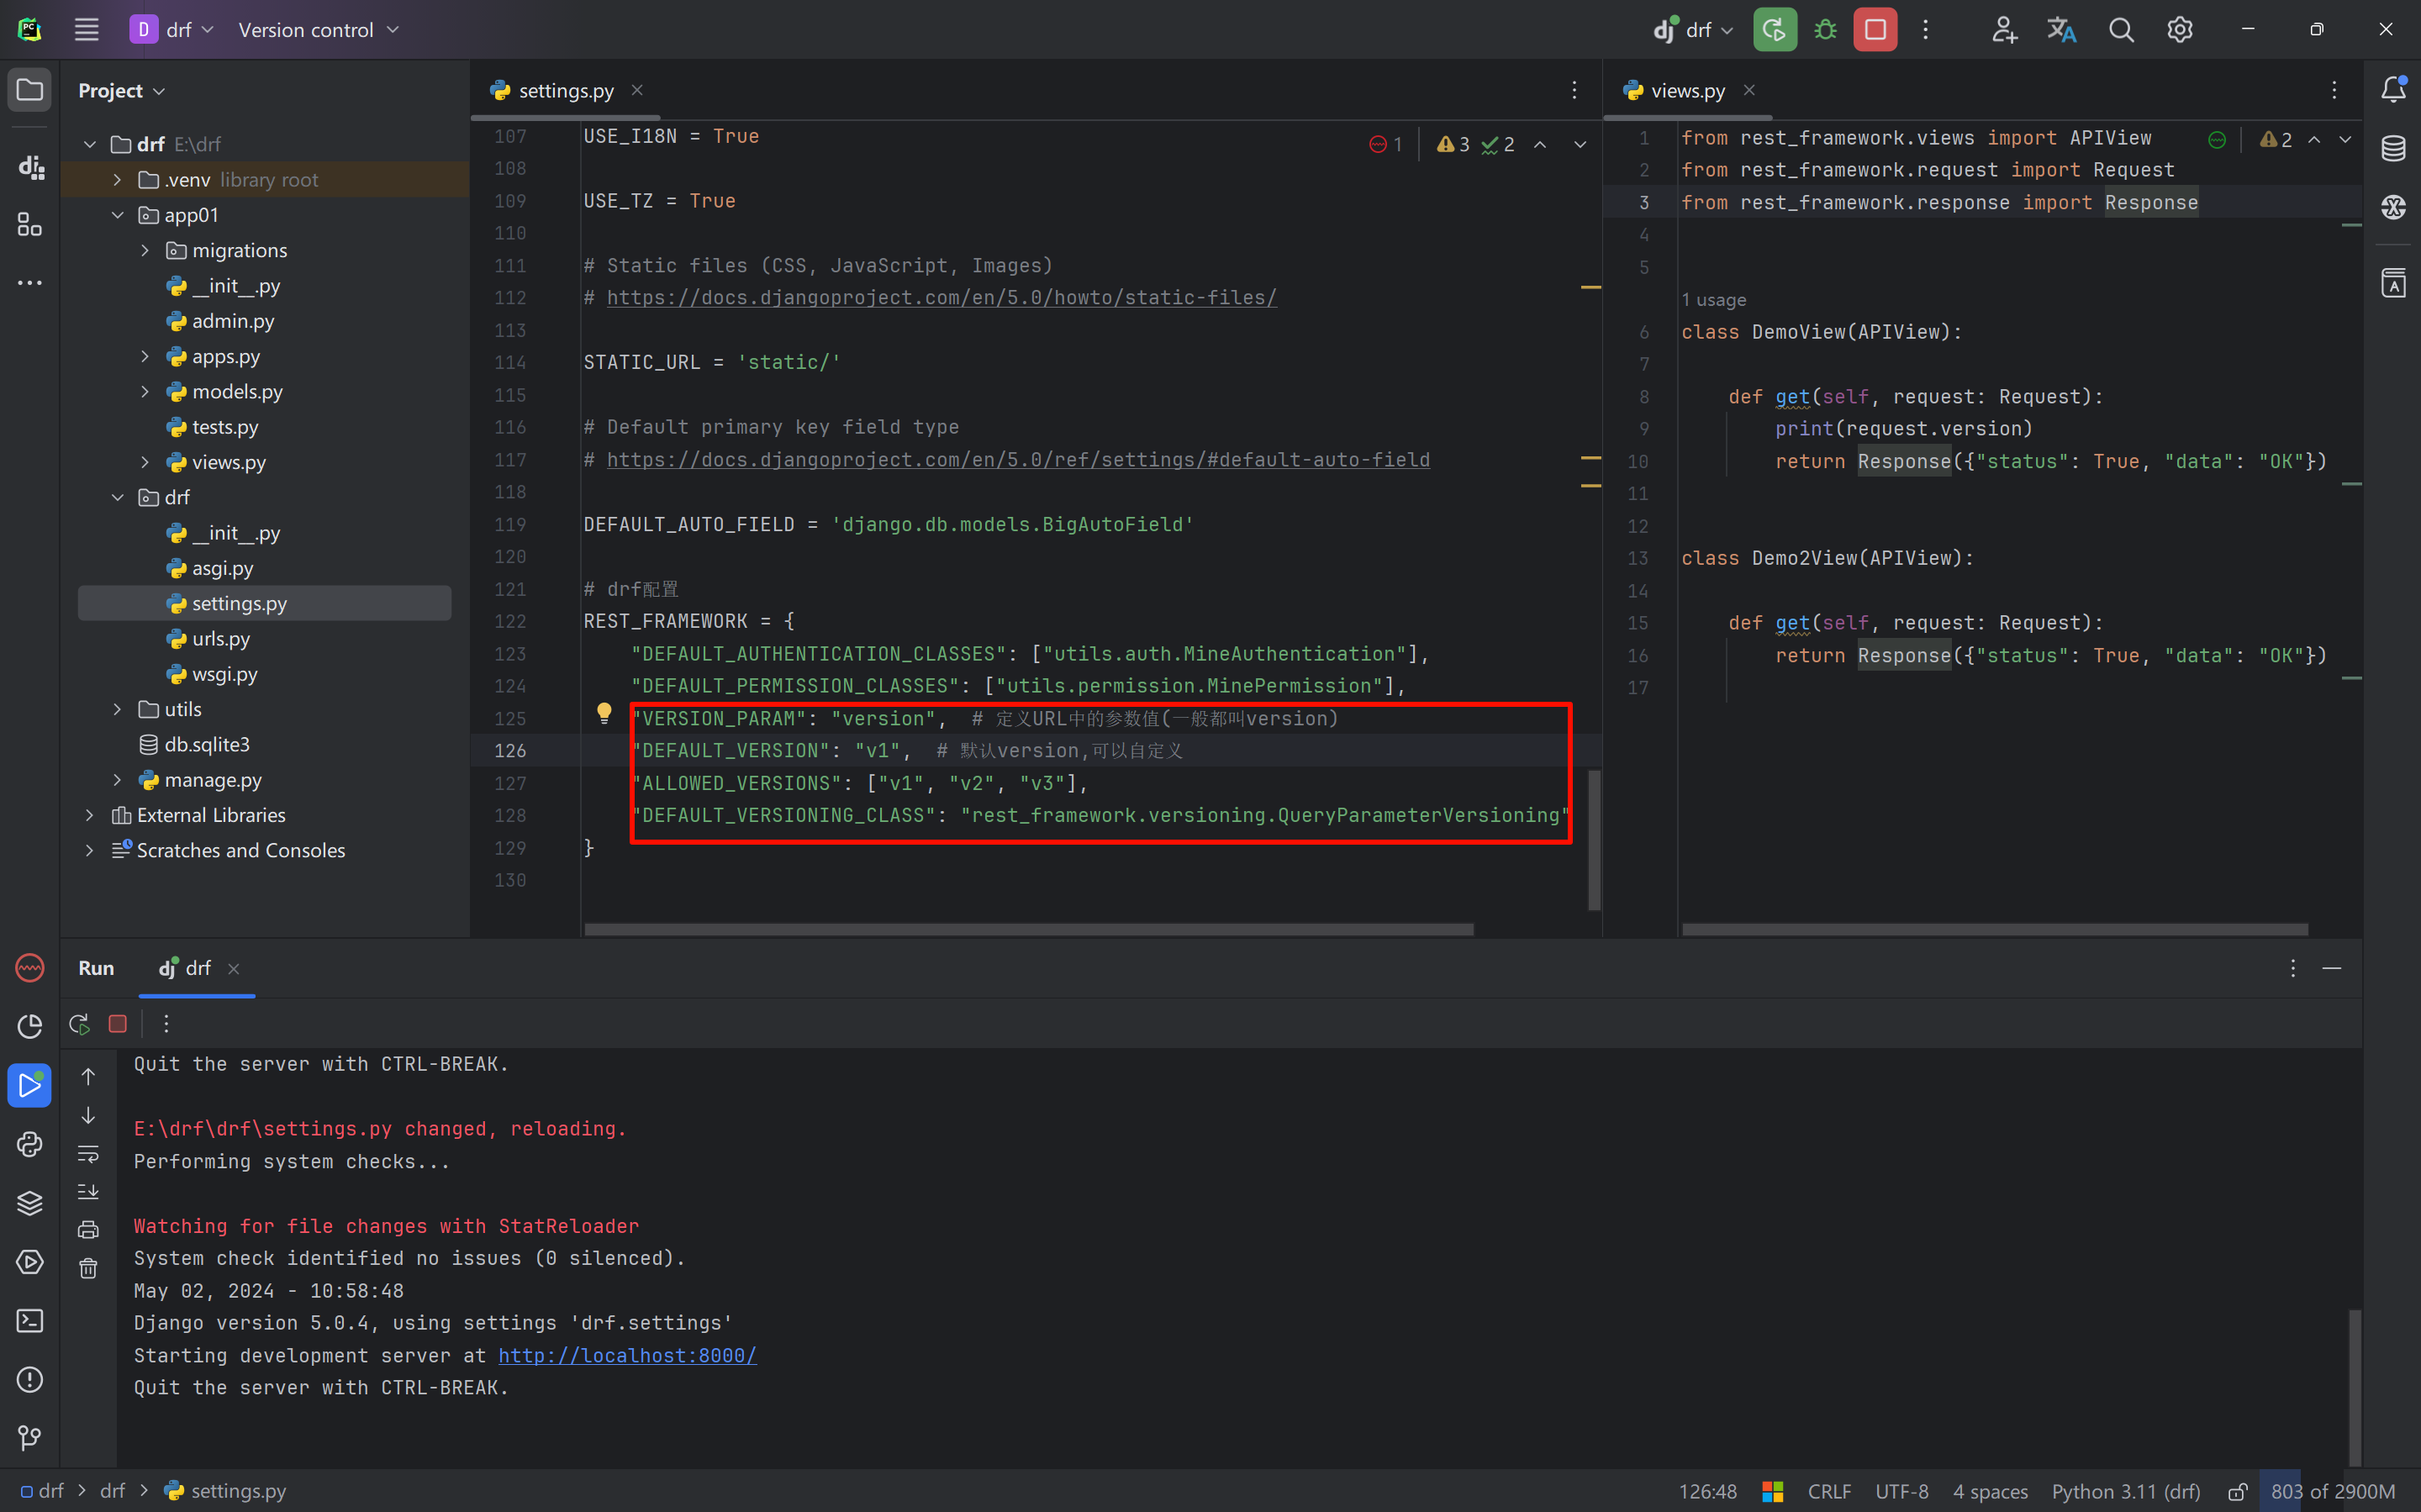 D drf Version control
dj drf
Project
drf E:\drf
.venv library root
app01
migrations
__init__.py
admin.py
apps.py
models.py
tests.py
views.py
drf
__init__.py
asgi.py
settings.py
urls.py
wsgi.py
utils
db.sqlite3
manage.py
External Libraries
Scratches and Consoles
settings.py
1 3 2
107 USE_I18N = True
108
109 USE_TZ = True
110
111 # Static files (CSS, JavaScript, Images)
112 # https://docs.djangoproject.com/en/5.0/howto/static-files/
113
114 STATIC_URL = 'static/'
115
116 # Default primary key field type
117 # https://docs.djangoproject.com/en/5.0/ref/settings/#default-auto-field
118
119 DEFAULT_AUTO_FIELD = 'django.db.models.BigAutoField'
120
121 # drf配置
122 REST_FRAMEWORK = {
123 "DEFAULT_AUTHENTICATION_CLASSES": ["utils.auth.MineAuthentication"],
124 "DEFAULT_PERMISSION_CLASSES": ["utils.permission.MinePermission"],
125 "VERSION_PARAM": "version", # 定义URL中的参数值(一般都叫version)
126 "DEFAULT_VERSION": "v1", # 默认version,可以自定义
127 "ALLOWED_VERSIONS": ["v1", "v2", "v3"],
128 "DEFAULT_VERSIONING_CLASS": "rest_framework.versioning.QueryParameterVersioning"
129 }
130
views.py
2
1 from rest_framework.views import APIView
2 from rest_framework.request import Request
3 from rest_framework.response import Response
4
5
1 usage
6 class DemoView(APIView):
7
8 def get(self, request: Request):
9 print(request.version)
10 return Response({"status": True, "data": "OK"})
11
12
13 class Demo2View(APIView):
14
15 def get(self, request: Request):
16 return Response({"status": True, "data": "OK"})
17
Run dj drf
Quit the server with CTRL-BREAK.
E:\drf\drf\settings.py changed, reloading.
Performing system checks...
Watching for file changes with StatReloader
System check identified no issues (0 silenced).
May 02, 2024 - 10:58:48
Django version 5.0.4, using settings 'drf.settings'
Starting development server at http://localhost:8000/
Quit the server with CTRL-BREAK.
drf > drf > settings.py
126:48 CRLF UTF-8 4 spaces Python 3.11 (drf) 803 of 2900M